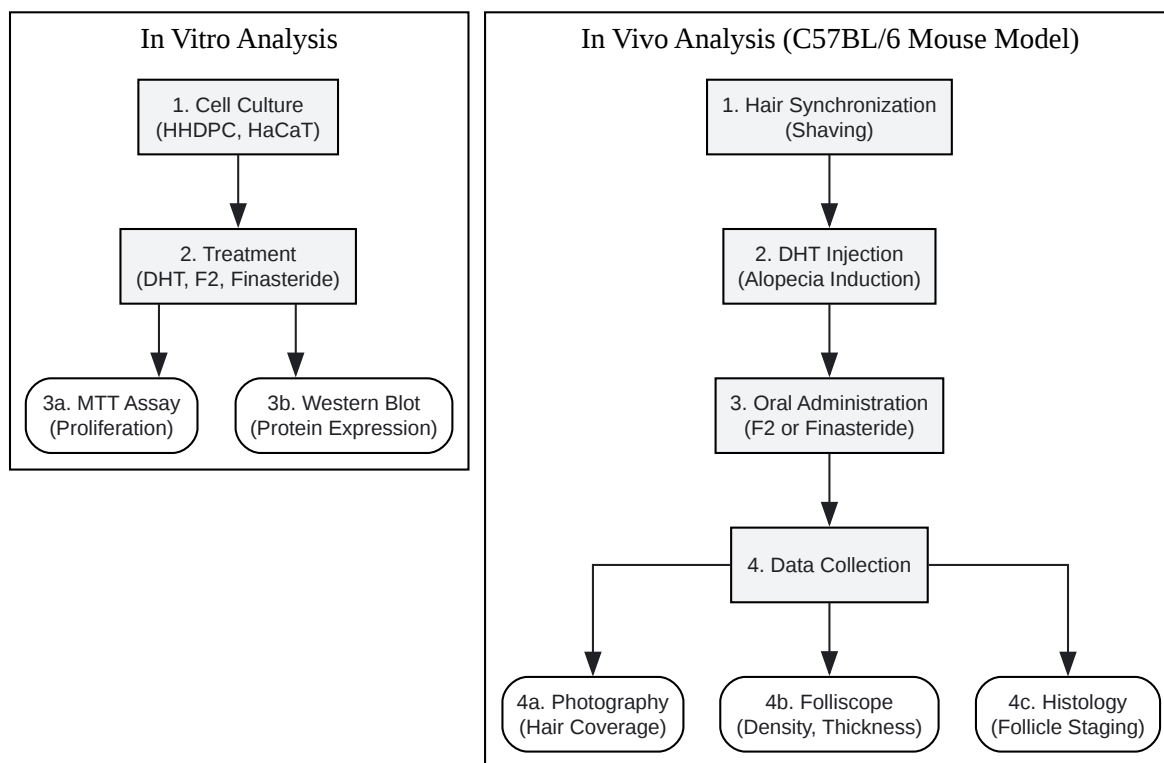 In Vitro Analysis
1. Cell Culture
(HHDPC, HaCaT)
2. Treatment
(DHT, F2, Finasteride)
3a. MTT Assay
(Proliferation)
3b. Western Blot
(Protein Expression)
In Vivo Analysis (C57BL/6 Mouse Model)
1. Hair Synchronization
(Shaving)
2. DHT Injection
(Alopecia Induction)
3. Oral Administration
(F2 or Finasteride)
4. Data Collection
4a. Photography
(Hair Coverage)
4b. Folliscope
(Density, Thickness)
4c. Histology
(Follicle Staging)